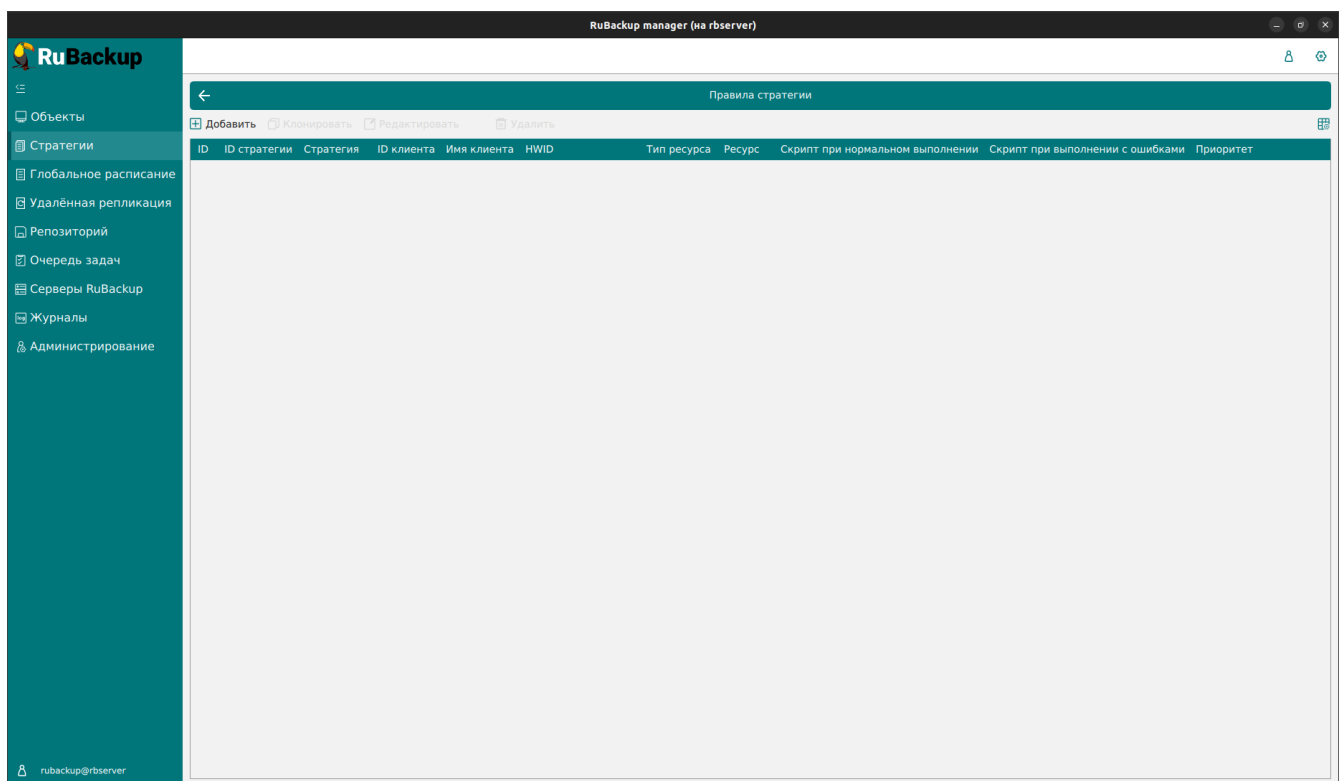 RuBackup manager (на rbserver)
RuBackup
Правила стратегии
Объекты
Добавить Клонировать Редактировать Удалить
Стратегии
ID ID стратегии Стратегия ID клиента Имя клиента HWID Тип ресурса Ресурс Скрипт при нормальном выполнении Скрипт при выполнении с ошибками Приоритет
Глобальное расписание
Удалённая репликация
Репозиторий
Очередь задач
Серверы RuBackup
Журналы
Администрирование
rubackup@rbserver